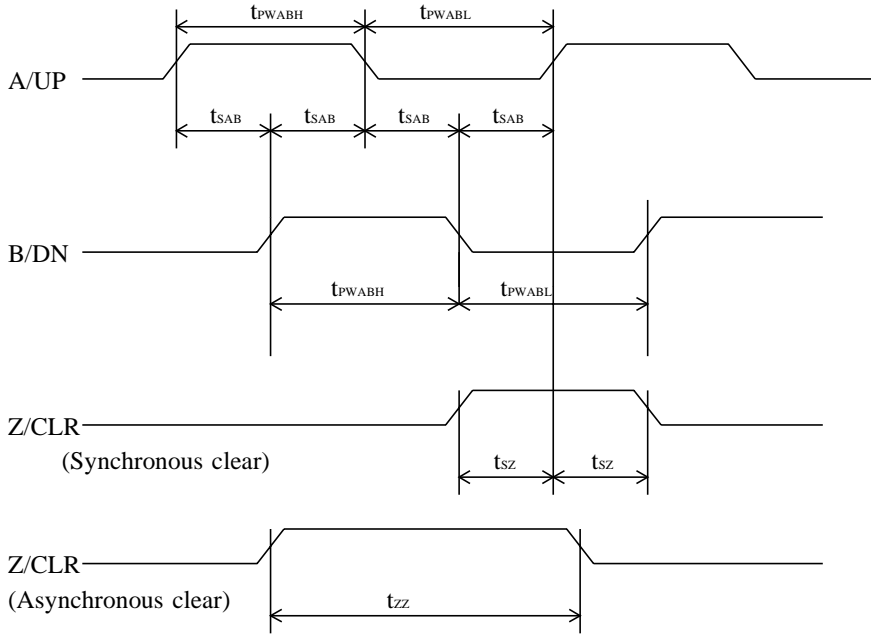 tPWABH tPWABL
A/UP
tSAB tSAB tSAB tSAB
B/DN
tPWABH tPWABL
Z/CLR
(Synchronous clear)
tSZ tSZ
Z/CLR
(Asynchronous clear)
tZZ